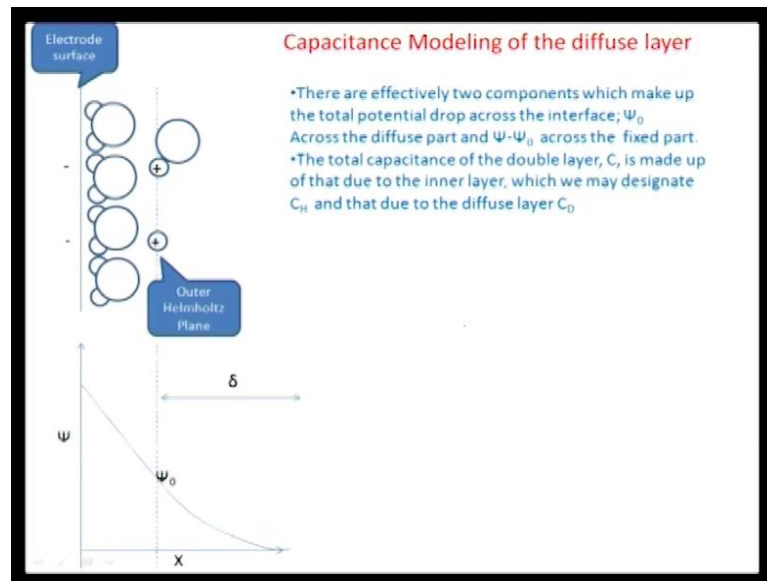 Electrode
surface
Capacitance Modeling of the diffuse layer
•There are effectively two components which make up
the total potential drop across the interface; Ψ₀
Across the diffuse part and Ψ-Ψ₀ across the fixed part.
•The total capacitance of the double layer, C, is made up
of that due to the inner layer, which we may designate
C_H and that due to the diffuse layer C_D
-
+
-
+
Outer
Helmholtz
Plane
δ
Ψ
Ψ₀
X